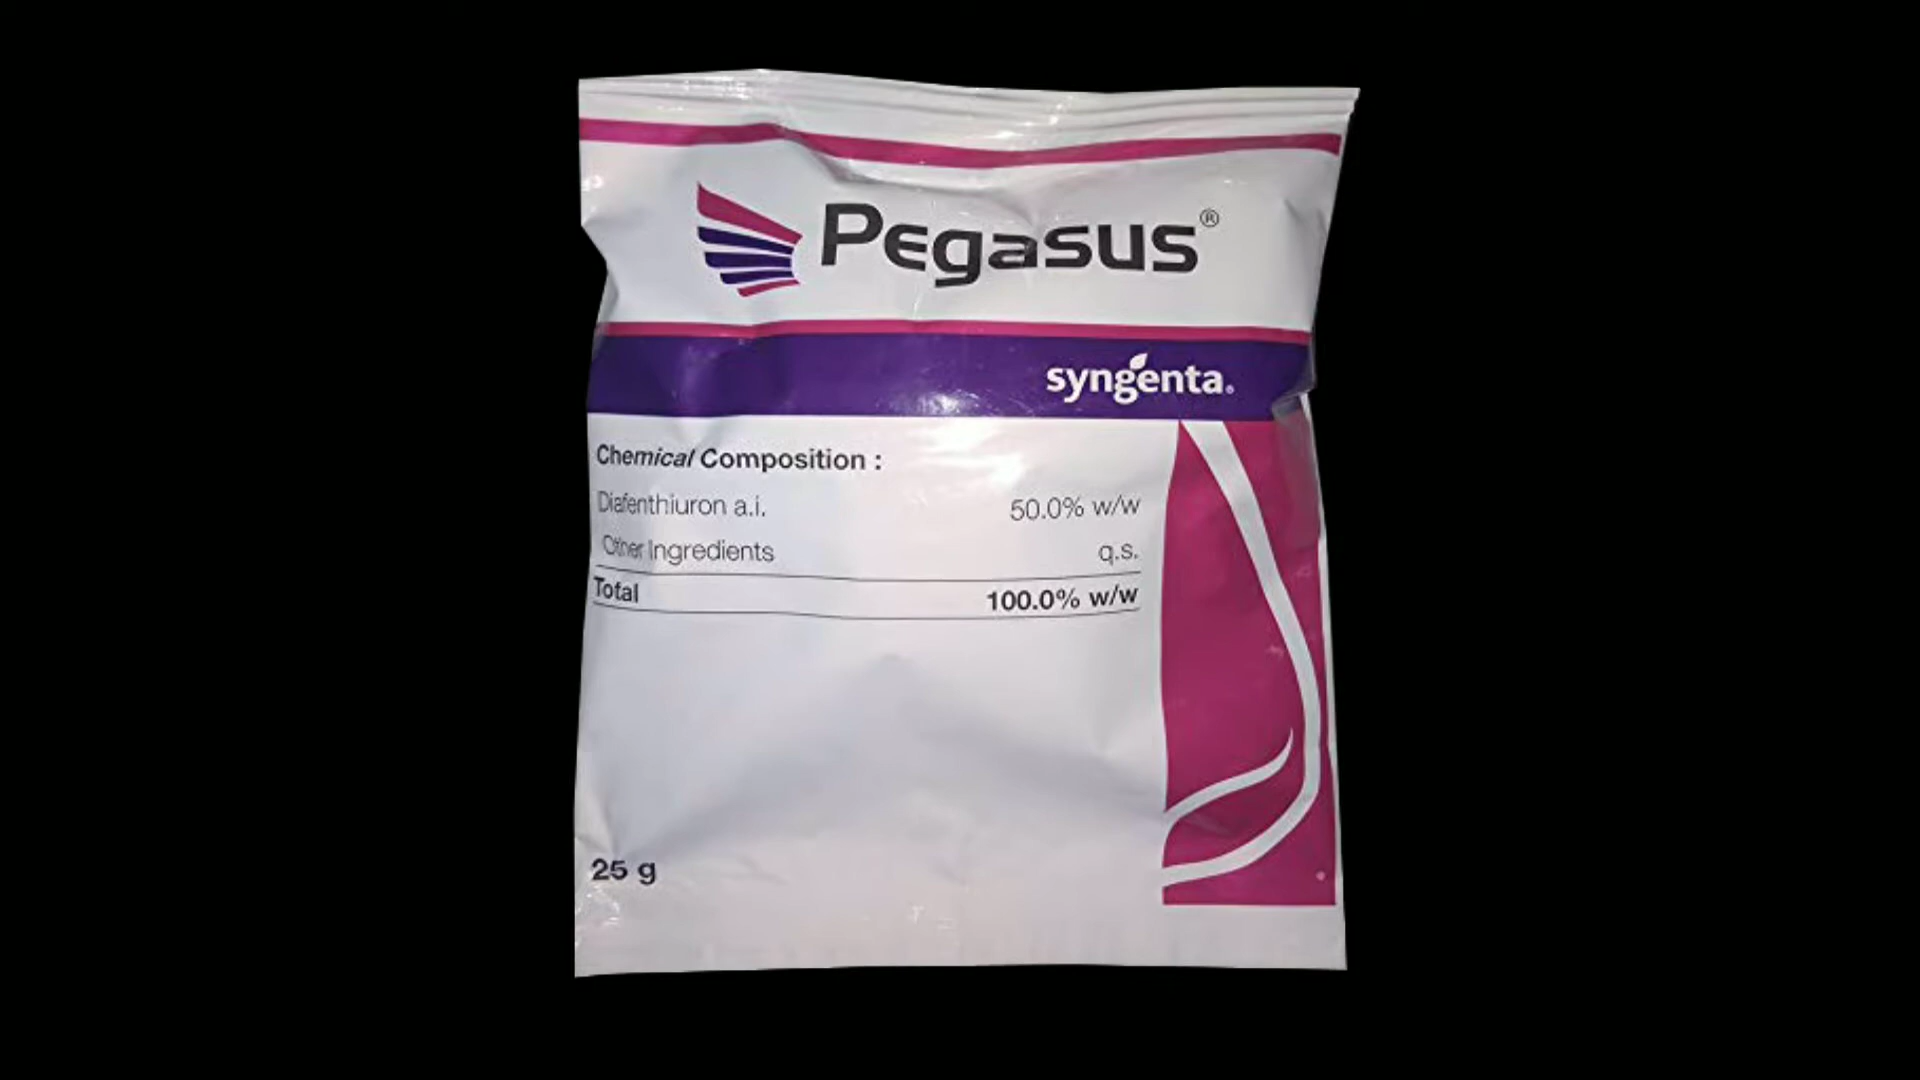 Pegasus®
syngenta®
Chemical Composition :
Diafenthiuron a.i. 50.0% w/w
Other Ingredients q.s.
Total 100.0% w/w
25 g